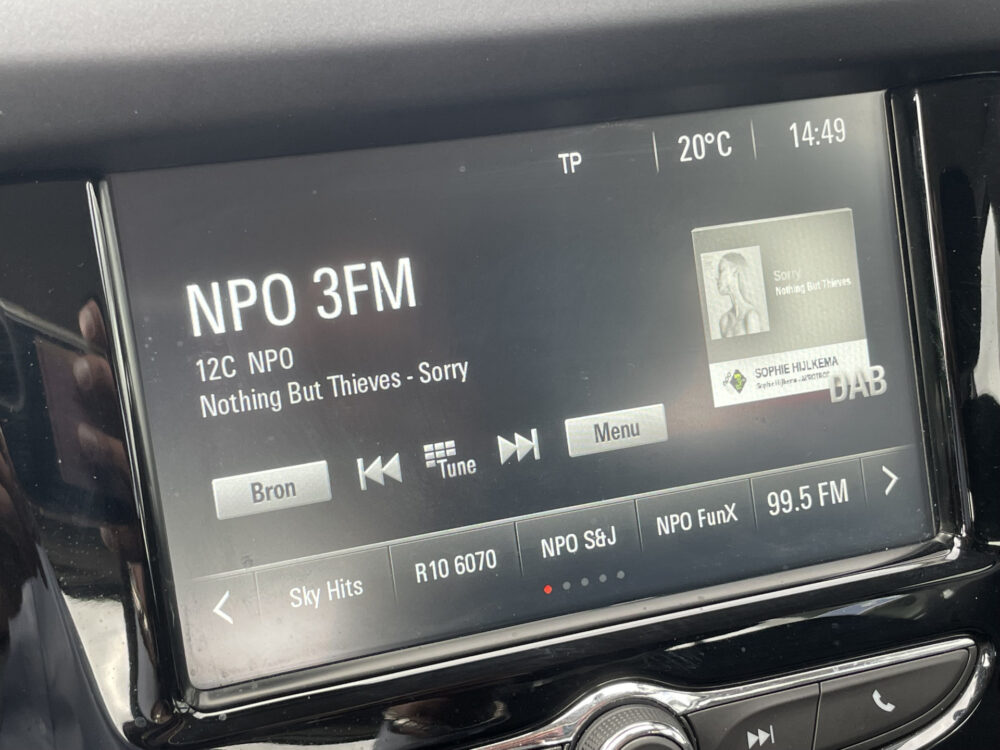 TP 20°C 14:49
NPO 3FM
12C NPO
Nothing But Thieves - Sorry
Sorry
Nothing But Thieves
SOPHIE HIJLKEMA
DAB
Bron Tune Menu
Sky Hits R10 6070 NPO S&J NPO FunX 99.5 FM